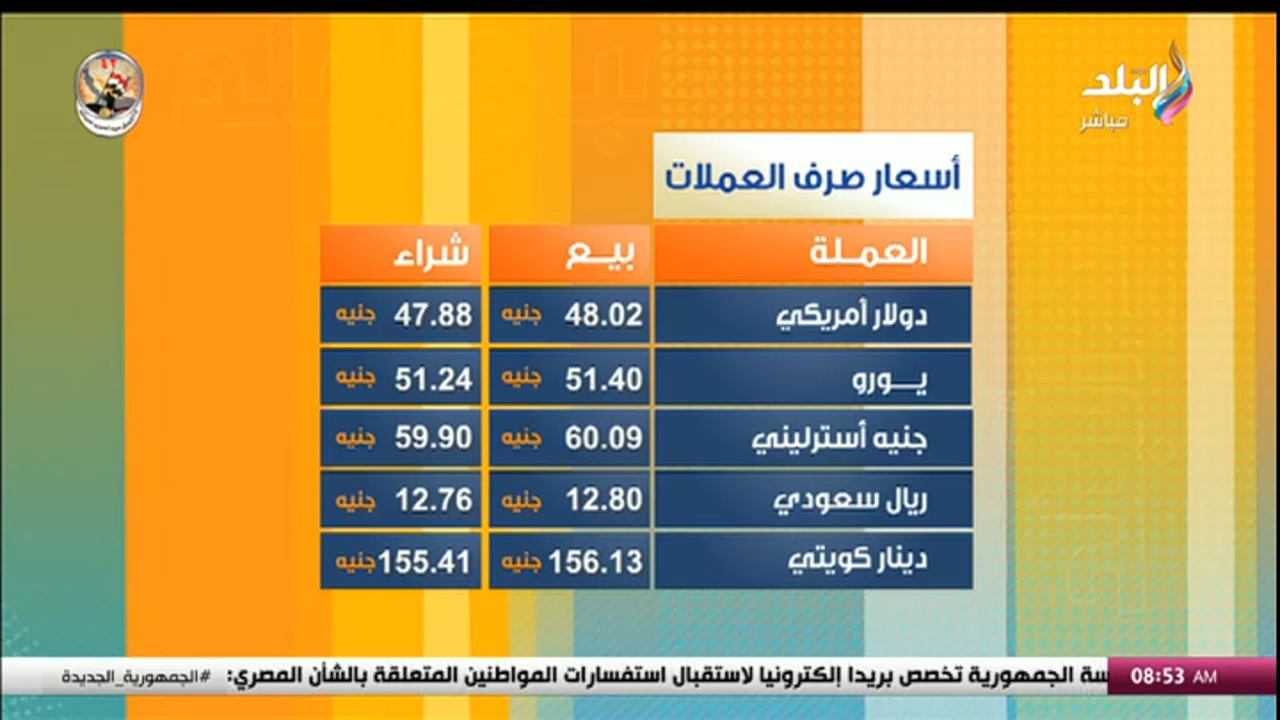 البلد
مباشر
٤٢
أسعار صرف العملات
العملة بيع شراء
دولار أمريكي 48.02 جنيه 47.88 جنيه
يورو 51.40 جنيه 51.24 جنيه
جنيه أسترليني 60.09 جنيه 59.90 جنيه
ريال سعودي 12.80 جنيه 12.76 جنيه
دينار كويتي 156.13 جنيه 155.41 جنيه
08:53 AM
سة الجمهورية تخصص بريدا إلكترونيا لاستقبال استفسارات المواطنين المتعلقة بالشأن المصري: #الجمهورية_الجديدة